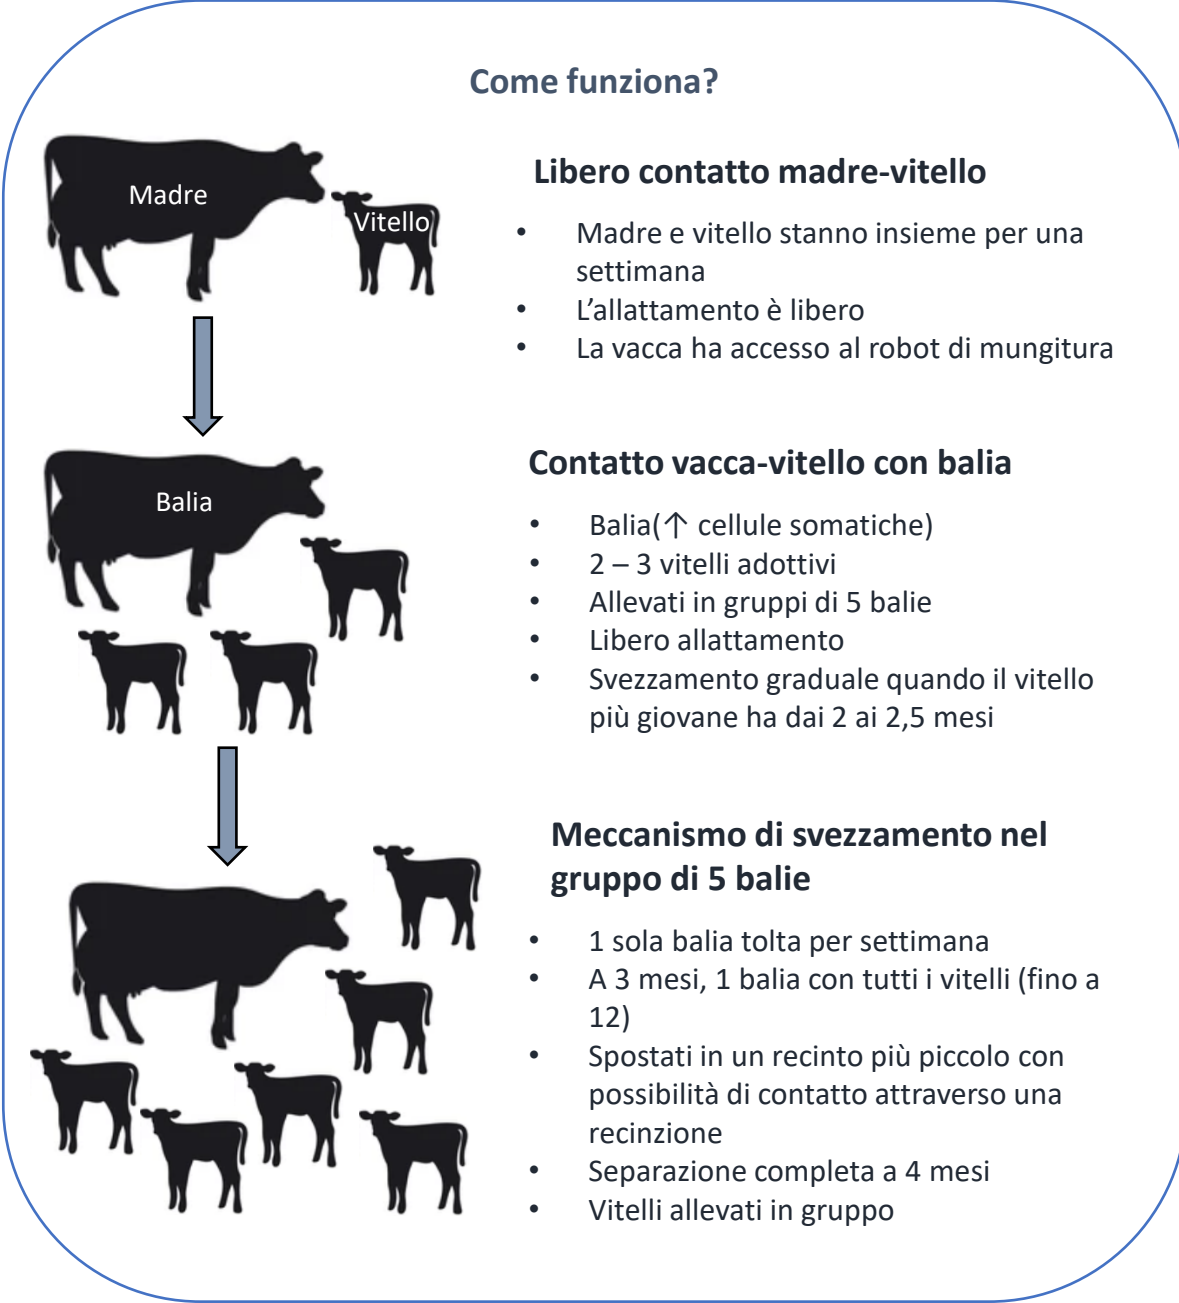 Come funziona?
Madre
Vitello
Libero contatto madre-vitello
• Madre e vitello stanno insieme per una
settimana
• L’allattamento è libero
• La vacca ha accesso al robot di mungitura
Balia
Contatto vacca-vitello con balia
• Balia(↑ cellule somatiche)
• 2 – 3 vitelli adottivi
• Allevati in gruppi di 5 balie
• Libero allattamento
• Svezzamento graduale quando il vitello
più giovane ha dai 2 ai 2,5 mesi
Meccanismo di svezzamento nel
gruppo di 5 balie
• 1 sola balia tolta per settimana
• A 3 mesi, 1 balia con tutti i vitelli (fino a
12)
• Spostati in un recinto più piccolo con
possibilità di contatto attraverso una
recinzione
• Separazione completa a 4 mesi
• Vitelli allevati in gruppo